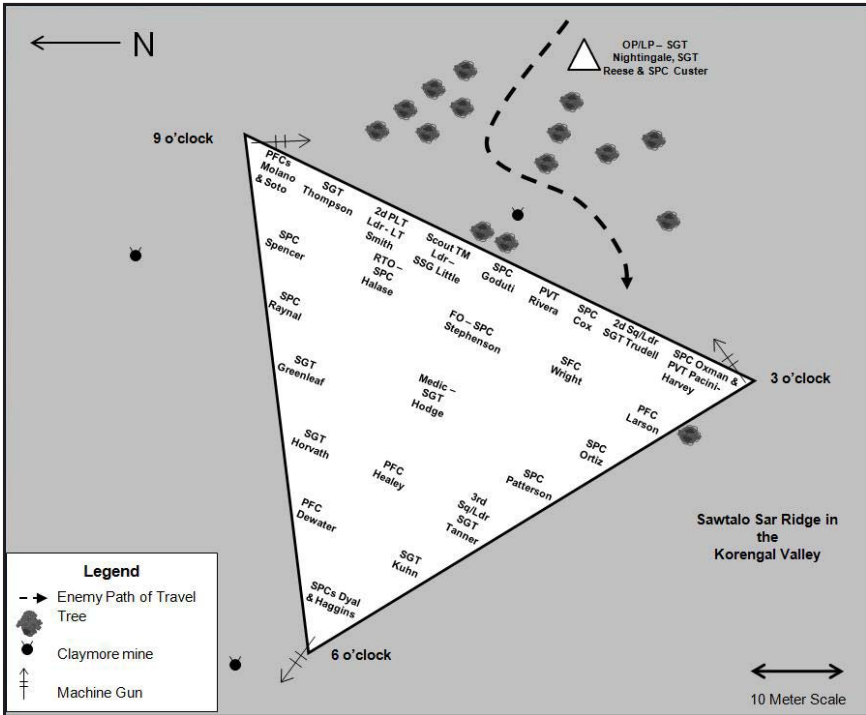 N
OP/LP – SGT
Nightingale, SGT
Reese & SPC Custer
9 o'clock
PFCs
Molano
& Soto
SGT
Thompson
2d PLT
Ldr - LT
Smith
Scout TM
Ldr –
SSG Little
SPC
Goduti
PVT
Rivera
SPC
Cox
2d Sq/Ldr
SGT Trudell
SPC Oxman &
PVT Pacini-
Harvey
3 o'clock
SPC
Spencer
RTO –
SPC
Halase
FO – SPC
Stephenson
SFC
Wright
PFC
Larson
SPC
Raynal
SGT
Greenleaf
Medic –
SGT
Hodge
SPC
Ortiz
SGT
Horvath
PFC
Healey
SPC
Patterson
3rd
Sq/Ldr
SGT
Tanner
PFC
Dewater
SGT
Kuhn
SPCs Dyal
& Haggins
6 o'clock
Sawtalo Sar Ridge in
the
Korengal Valley
Legend
Enemy Path of Travel
Tree
Claymore mine
Machine Gun
10 Meter Scale